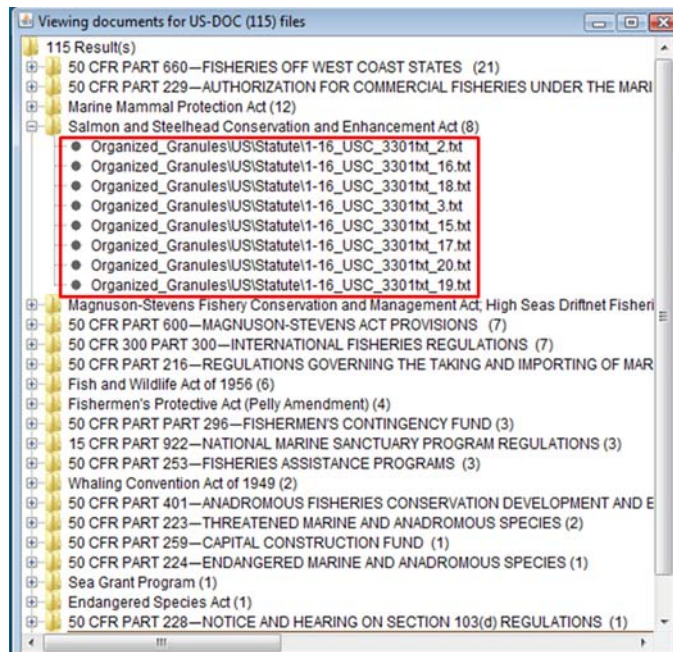 Viewing documents for US-DOC (115) files
115 Result(s)
50 CFR PART 660—FISHERIES OFF WEST COAST STATES (21)
50 CFR PART 229—AUTHORIZATION FOR COMMERCIAL FISHERIES UNDER THE MARI
Marine Mammal Protection Act (12)
Salmon and Steelhead Conservation and Enhancement Act (8)
Organized_Granules\US\Statute\1-16_USC_3301txt_2.txt
Organized_Granules\US\Statute\1-16_USC_3301txt_16.txt
Organized_Granules\US\Statute\1-16_USC_3301txt_18.txt
Organized_Granules\US\Statute\1-16_USC_3301txt_3.txt
Organized_Granules\US\Statute\1-16_USC_3301txt_15.txt
Organized_Granules\US\Statute\1-16_USC_3301txt_17.txt
Organized_Granules\US\Statute\1-16_USC_3301txt_20.txt
Organized_Granules\US\Statute\1-16_USC_3301txt_19.txt
Magnuson-Stevens Fishery Conservation and Management Act; High Seas Driftnet Fisheri
50 CFR PART 600—MAGNUSON-STEVENS ACT PROVISIONS (7)
50 CFR 300 PART 300—INTERNATIONAL FISHERIES REGULATIONS (7)
50 CFR PART 216—REGULATIONS GOVERNING THE TAKING AND IMPORTING OF MAR
Fish and Wildlife Act of 1956 (6)
Fishermen's Protective Act (Pelly Amendment) (4)
50 CFR PART PART 296—FISHERMEN'S CONTINGENCY FUND (3)
15 CFR PART 922—NATIONAL MARINE SANCTUARY PROGRAM REGULATIONS (3)
50 CFR PART 253—FISHERIES ASSISTANCE PROGRAMS (3)
Whaling Convention Act of 1949 (2)
50 CFR PART 401—ANADROMOUS FISHERIES CONSERVATION DEVELOPMENT AND E
50 CFR PART 223—THREATENED MARINE AND ANADROMOUS SPECIES (2)
50 CFR PART 259—CAPITAL CONSTRUCTION FUND (1)
50 CFR PART 224—ENDANGERED MARINE AND ANADROMOUS SPECIES (1)
Sea Grant Program (1)
Endangered Species Act (1)
50 CFR PART 228—NOTICE AND HEARING ON SECTION 103(d) REGULATIONS (1)